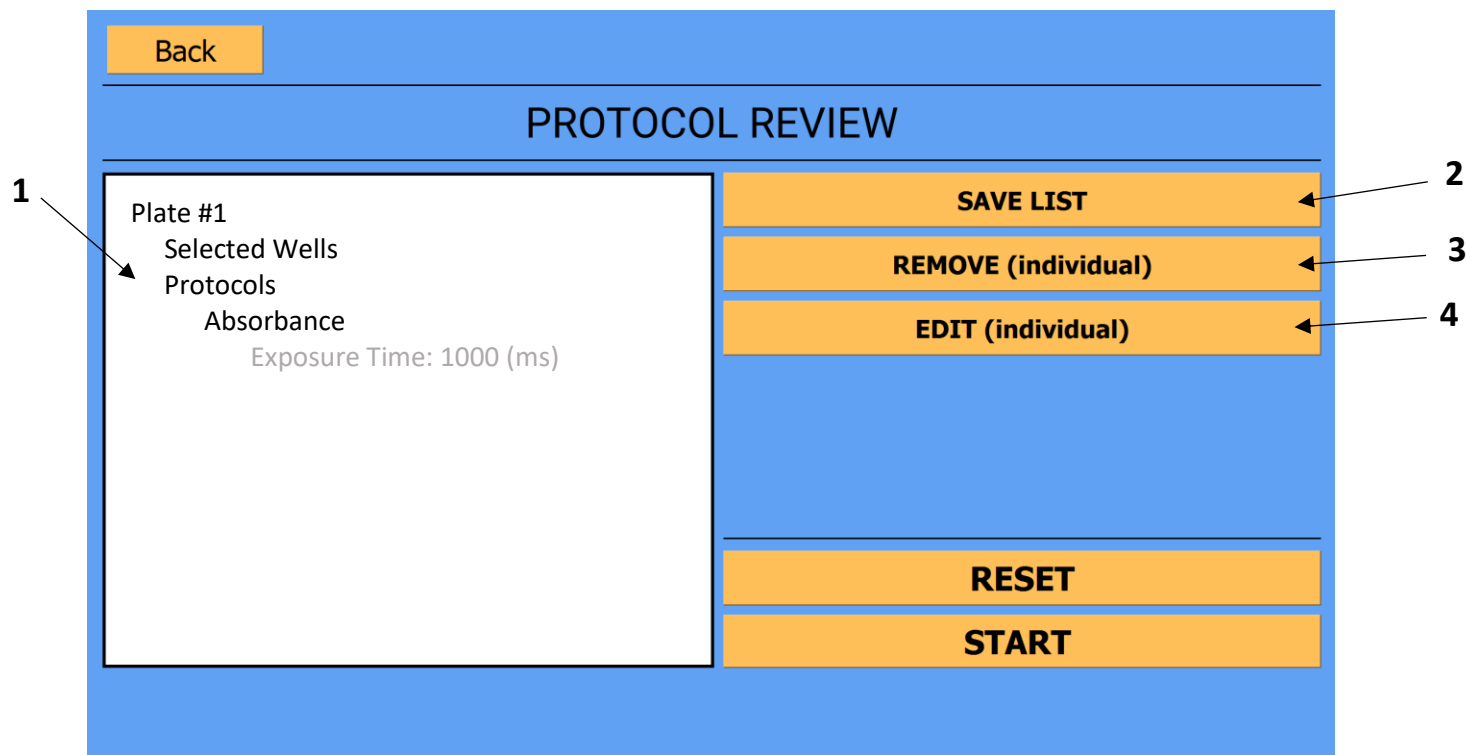 Back
PROTOCOL REVIEW
1
Plate #1
Selected Wells
Protocols
Absorbance
Exposure Time: 1000 (ms)
SAVE LIST
2
REMOVE (individual)
3
EDIT (individual)
4
RESET
START